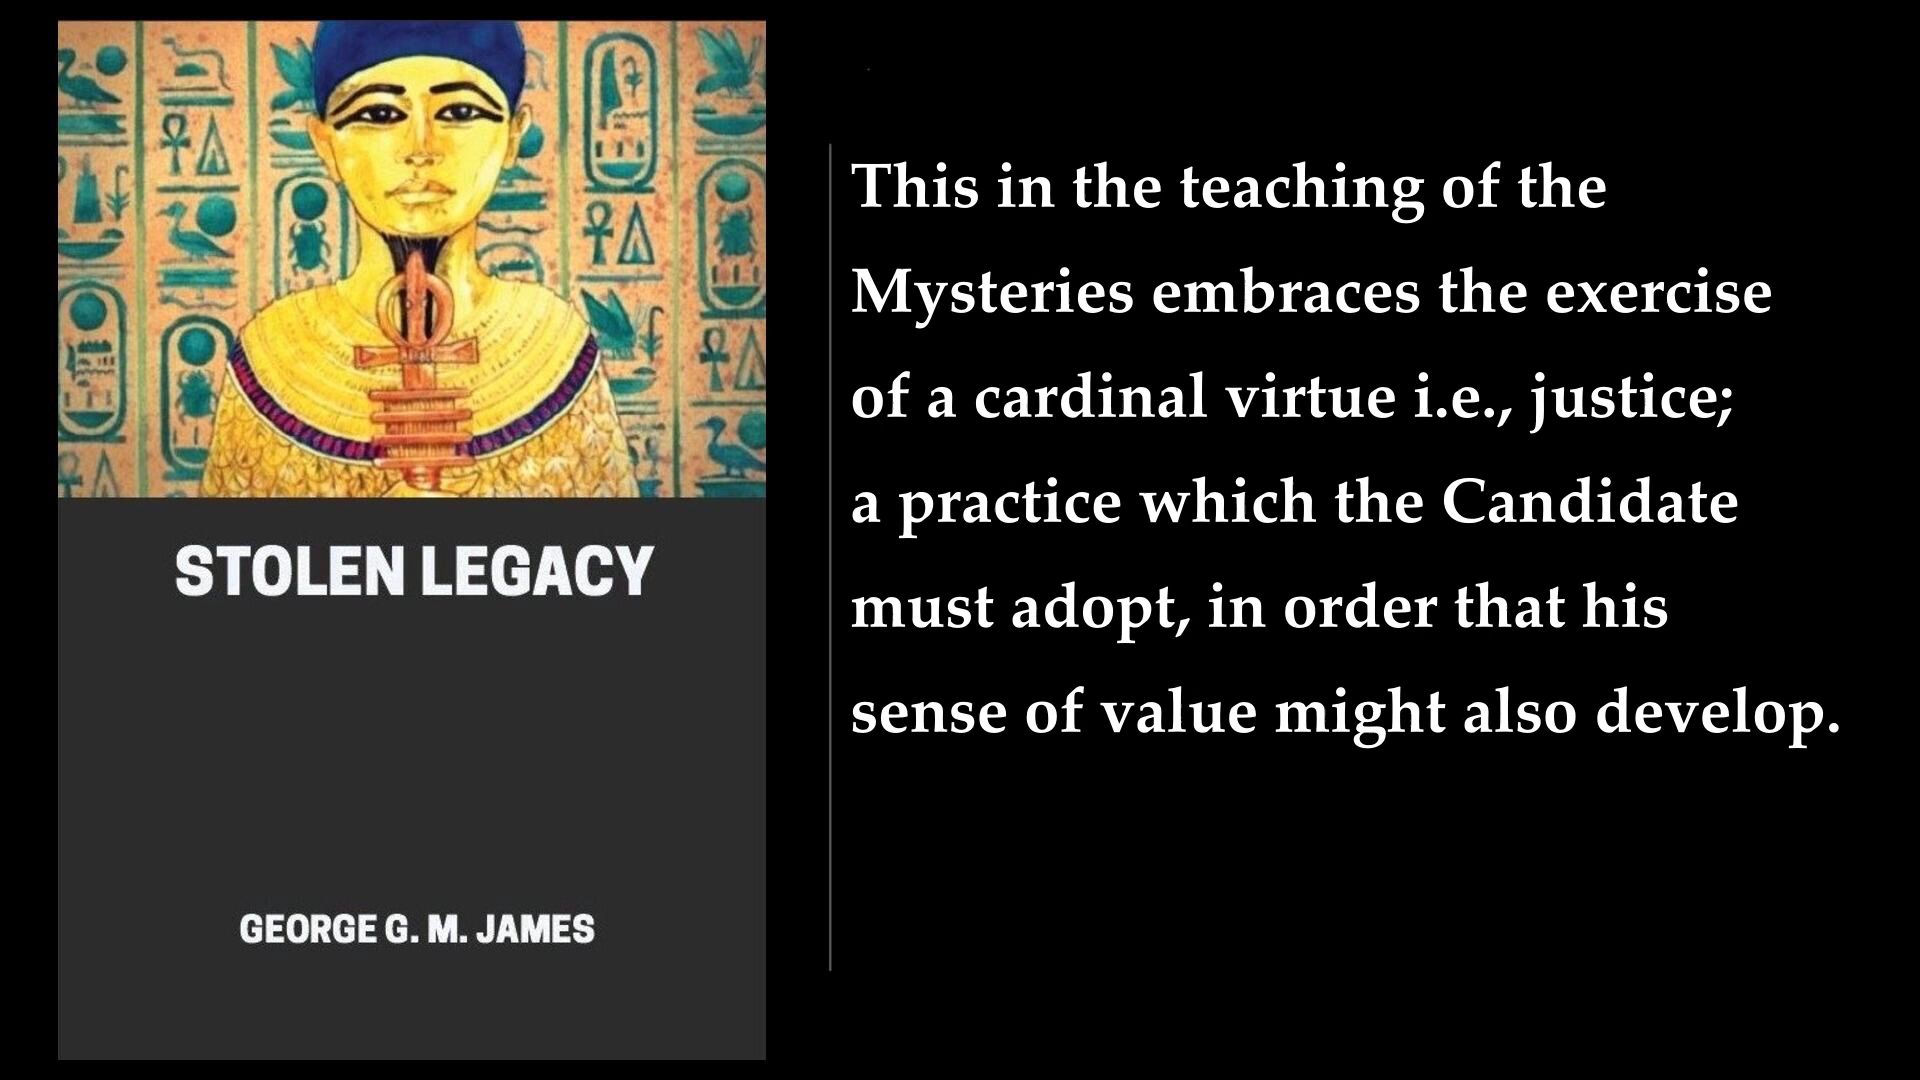 STOLEN LEGACY
GEORGE G. M. JAMES
This in the teaching of the
Mysteries embraces the exercise
of a cardinal virtue i.e., justice;
a practice which the Candidate
must adopt, in order that his
sense of value might also develop.